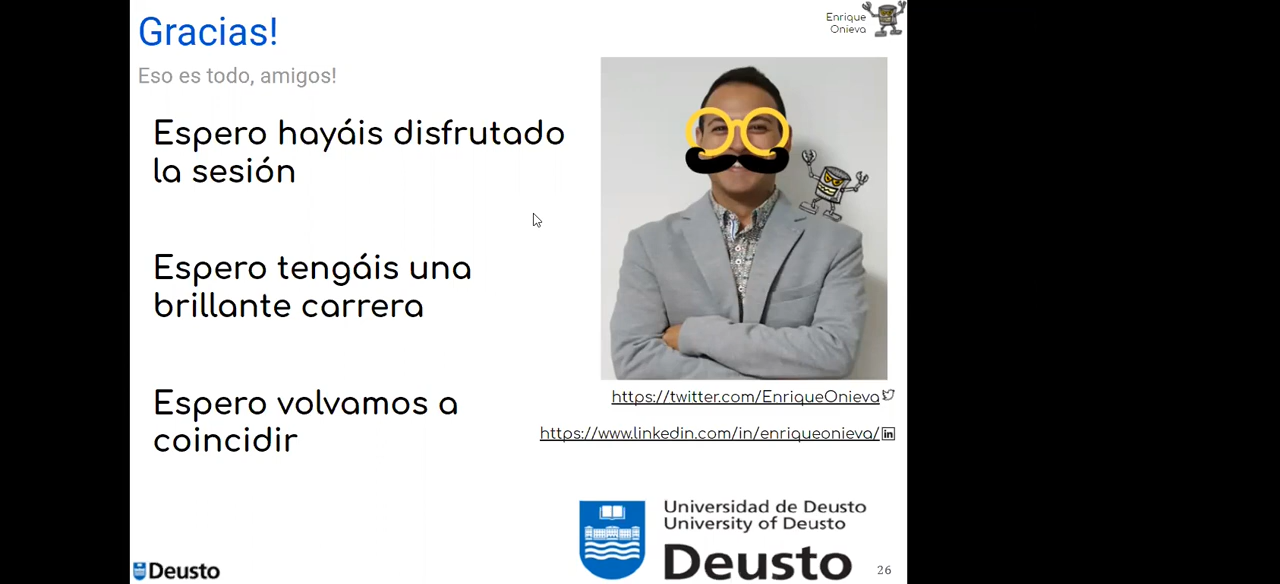 Gracias!
Enrique
Onieva
Eso es todo, amigos!
Espero hayáis disfrutado
la sesión
Espero tengáis una
brillante carrera
Espero volvamos a
coincidir
https://twitter.com/EnriqueOnieva
https://www.linkedin.com/in/enriqueonieva/
in
Universidad de Deusto
University of Deusto
Deusto
Deusto
26